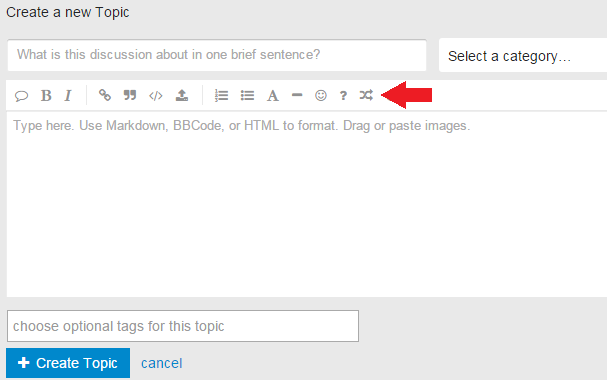 Create a new Topic
What is this discussion about in one brief sentence?
Select a category…
B I A ?
Type here. Use Markdown, BBCode, or HTML to format. Drag or paste images.
choose optional tags for this topic
+ Create Topic cancel